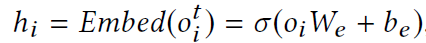 h_i = Embed(o_i^t) = σ(o_i W_e + b_e)